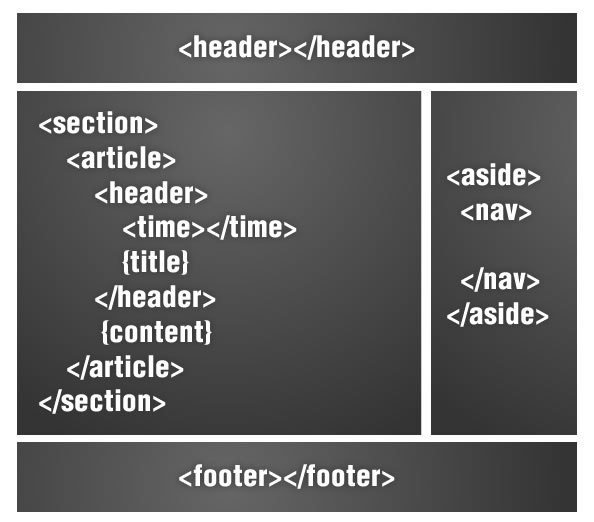 <header></header>
<section>
<article>
<header>
<time></time>
{title}
</header>
{content}
</article>
</section>
<aside>
<nav>
</nav>
</aside>
<footer></footer>